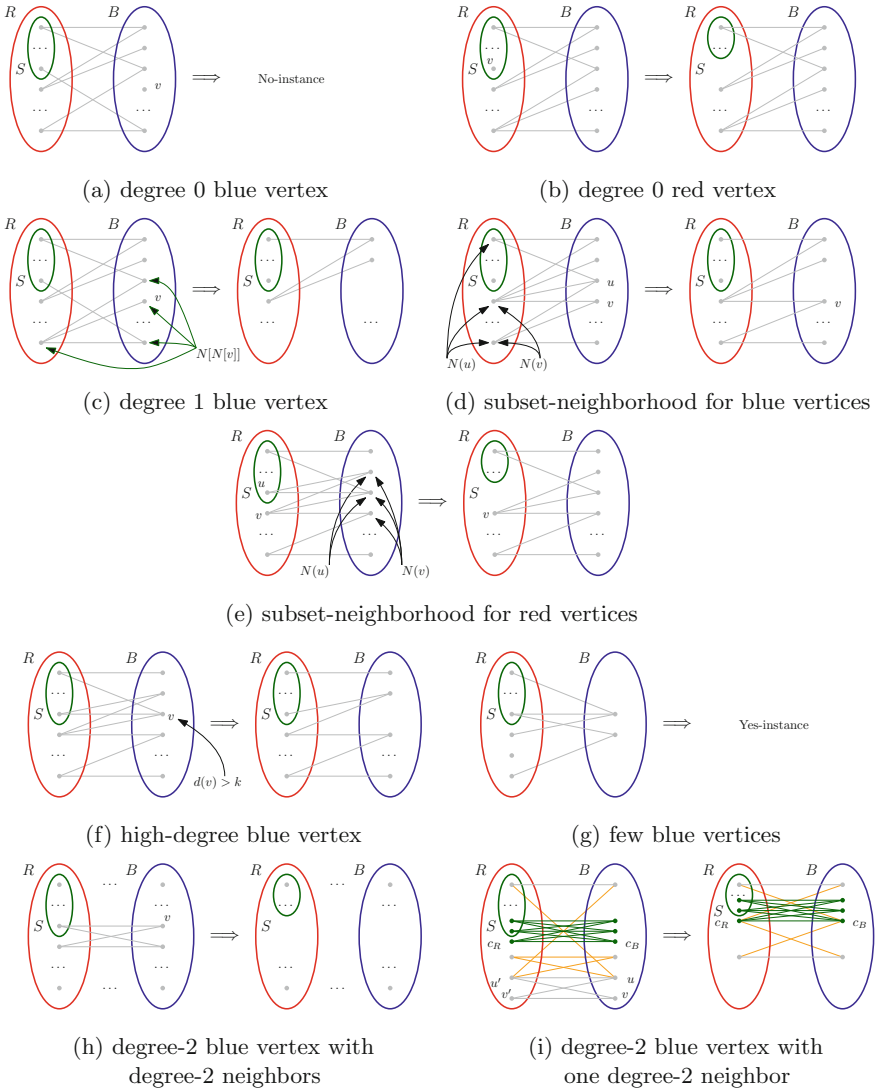 R B R B R B
S v ⟹ No-instance S v ⟹
... ... ... ... ... ... ... ...
(a) degree 0 blue vertex (b) degree 0 red vertex
R B R B R B R B
... ... ... ...
S v ⟹ S u v ⟹ S v
... ... ... ... ... ... ...
N[N[v]] N(u) N(v)
(c) degree 1 blue vertex (d) subset-neighborhood for blue vertices
R B R B
... ...
u
S ⟹ S
v v
... ... ... ...
N(u) N(v)
(e) subset-neighborhood for red vertices
R B R B R B
... ... ...
S v ⟹ S S ⟹ Yes-instance
... ... ... ...
d(v) > k
(f) high-degree blue vertex (g) few blue vertices
R B R B R B R B
... ... ... ... ... ...
S v S S S
⟹ c_R c_B ⟹ c_R c_B
... ... ... ... u′ u
v′ v
... ...
(h) degree-2 blue vertex with (i) degree-2 blue vertex with
degree-2 neighbors one degree-2 neighbor